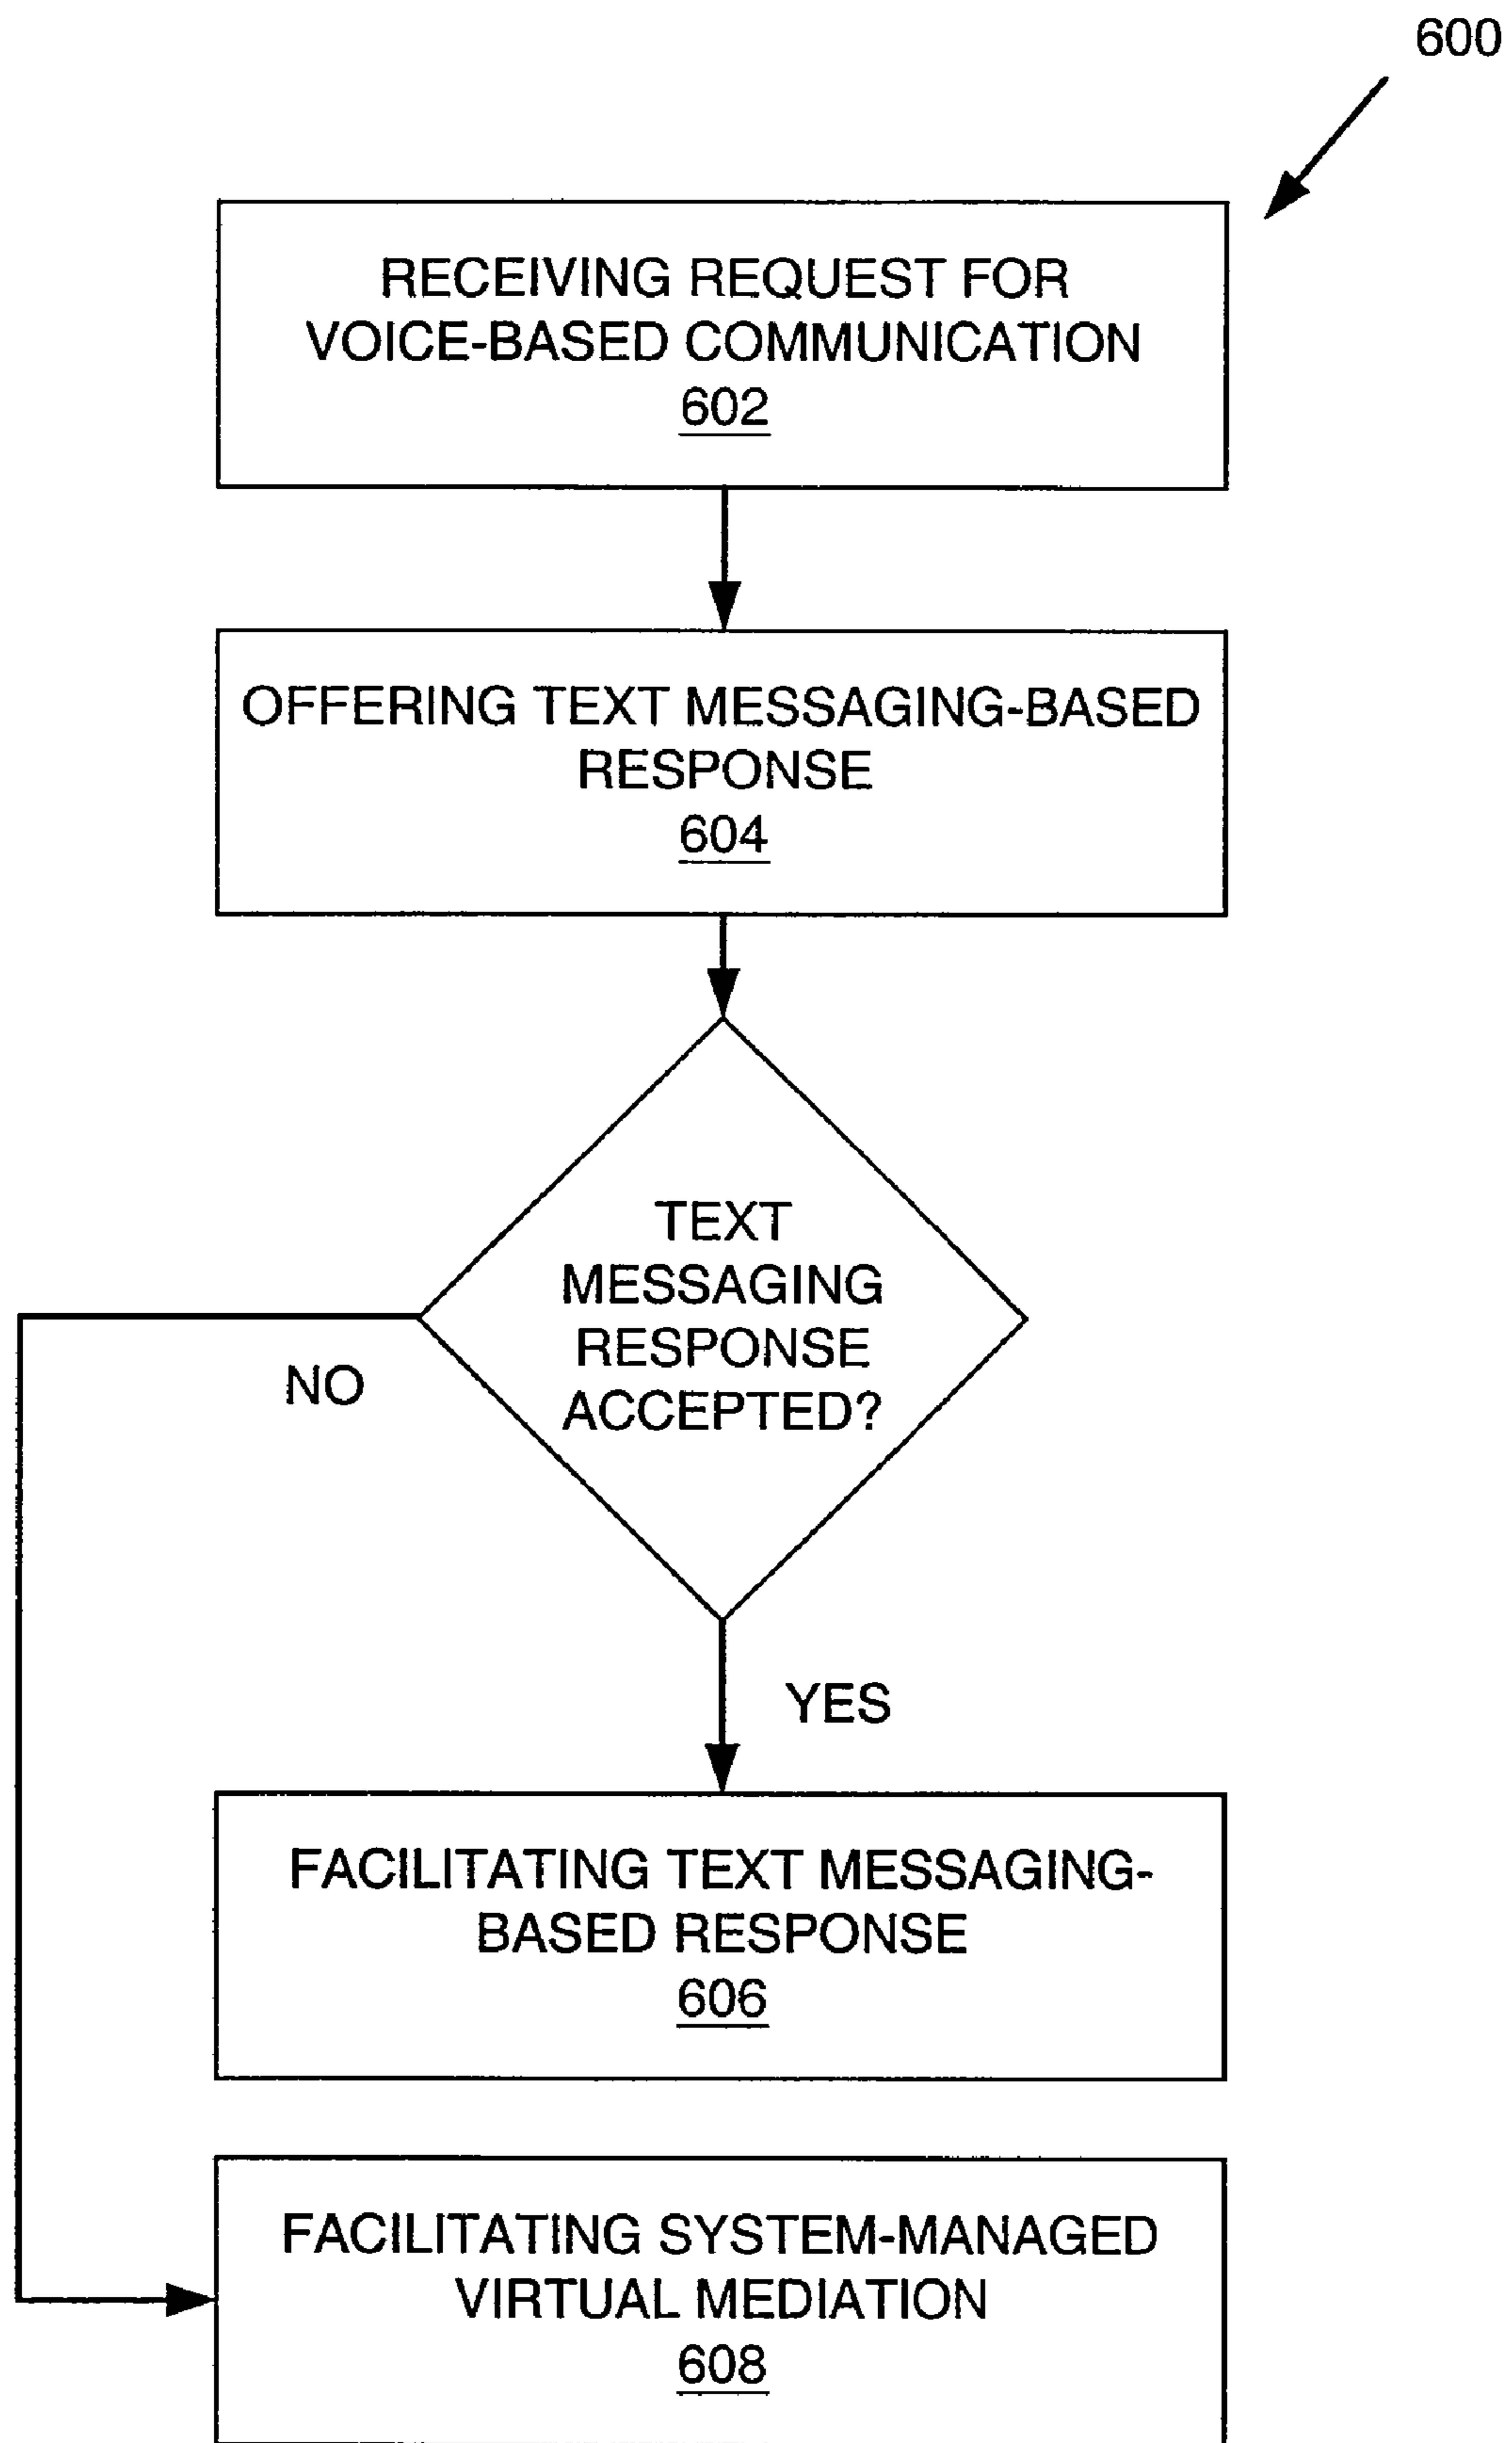 600
RECEIVING REQUEST FOR
VOICE-BASED COMMUNICATION
602
OFFERING TEXT MESSAGING-BASED
RESPONSE
604
TEXT
MESSAGING
RESPONSE
ACCEPTED?
NO
YES
FACILITATING TEXT MESSAGING-
BASED RESPONSE
606
FACILITATING SYSTEM-MANAGED
VIRTUAL MEDIATION
608